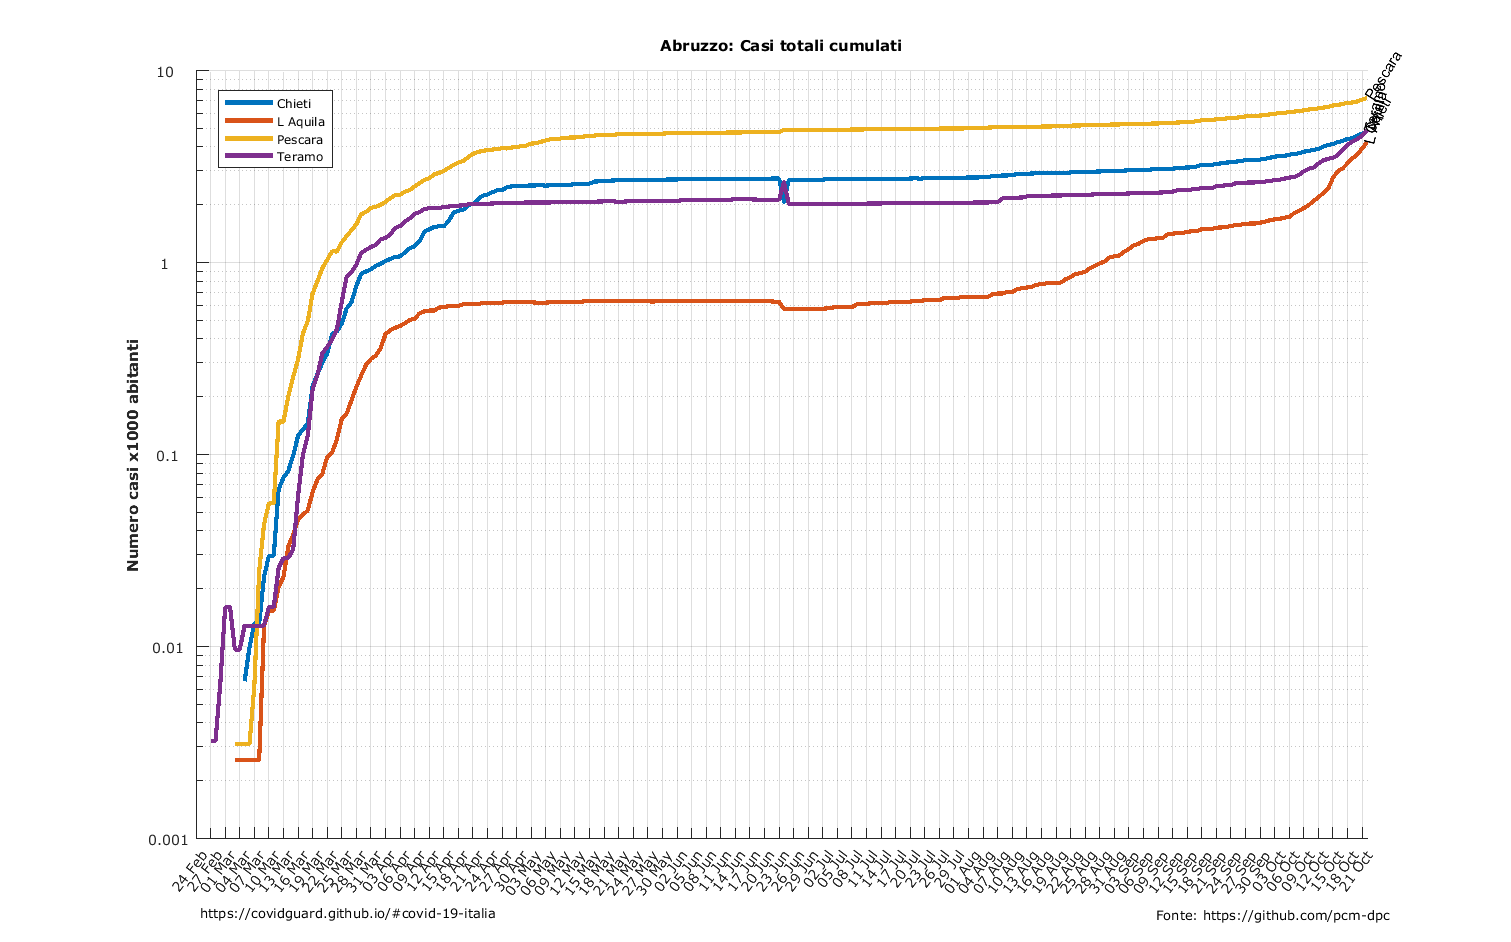 Abruzzo: Casi totali cumulati
Numero casi x1000 abitanti
10
1
0.1
0.01
0.001
Chieti
L Aquila
Pescara
Teramo
Pescara
24 Feb
27 Feb
01 Mar
04 Mar
07 Mar
10 Mar
13 Mar
16 Mar
19 Mar
22 Mar
25 Mar
28 Mar
31 Mar
03 Apr
06 Apr
09 Apr
12 Apr
15 Apr
18 Apr
21 Apr
24 Apr
27 Apr
30 Apr
03 May
06 May
09 May
12 May
15 May
18 May
21 May
24 May
27 May
30 May
02 Jun
05 Jun
08 Jun
11 Jun
14 Jun
17 Jun
20 Jun
23 Jun
26 Jun
29 Jun
02 Jul
05 Jul
08 Jul
11 Jul
14 Jul
17 Jul
20 Jul
23 Jul
26 Jul
29 Jul
01 Aug
04 Aug
07 Aug
10 Aug
13 Aug
16 Aug
19 Aug
22 Aug
25 Aug
28 Aug
31 Aug
03 Sep
06 Sep
09 Sep
12 Sep
15 Sep
18 Sep
21 Sep
24 Sep
27 Sep
30 Sep
03 Oct
06 Oct
09 Oct
12 Oct
15 Oct
18 Oct
21 Oct
https://covidguard.github.io/#covid-19-italia
Fonte: https://github.com/pcm-dpc